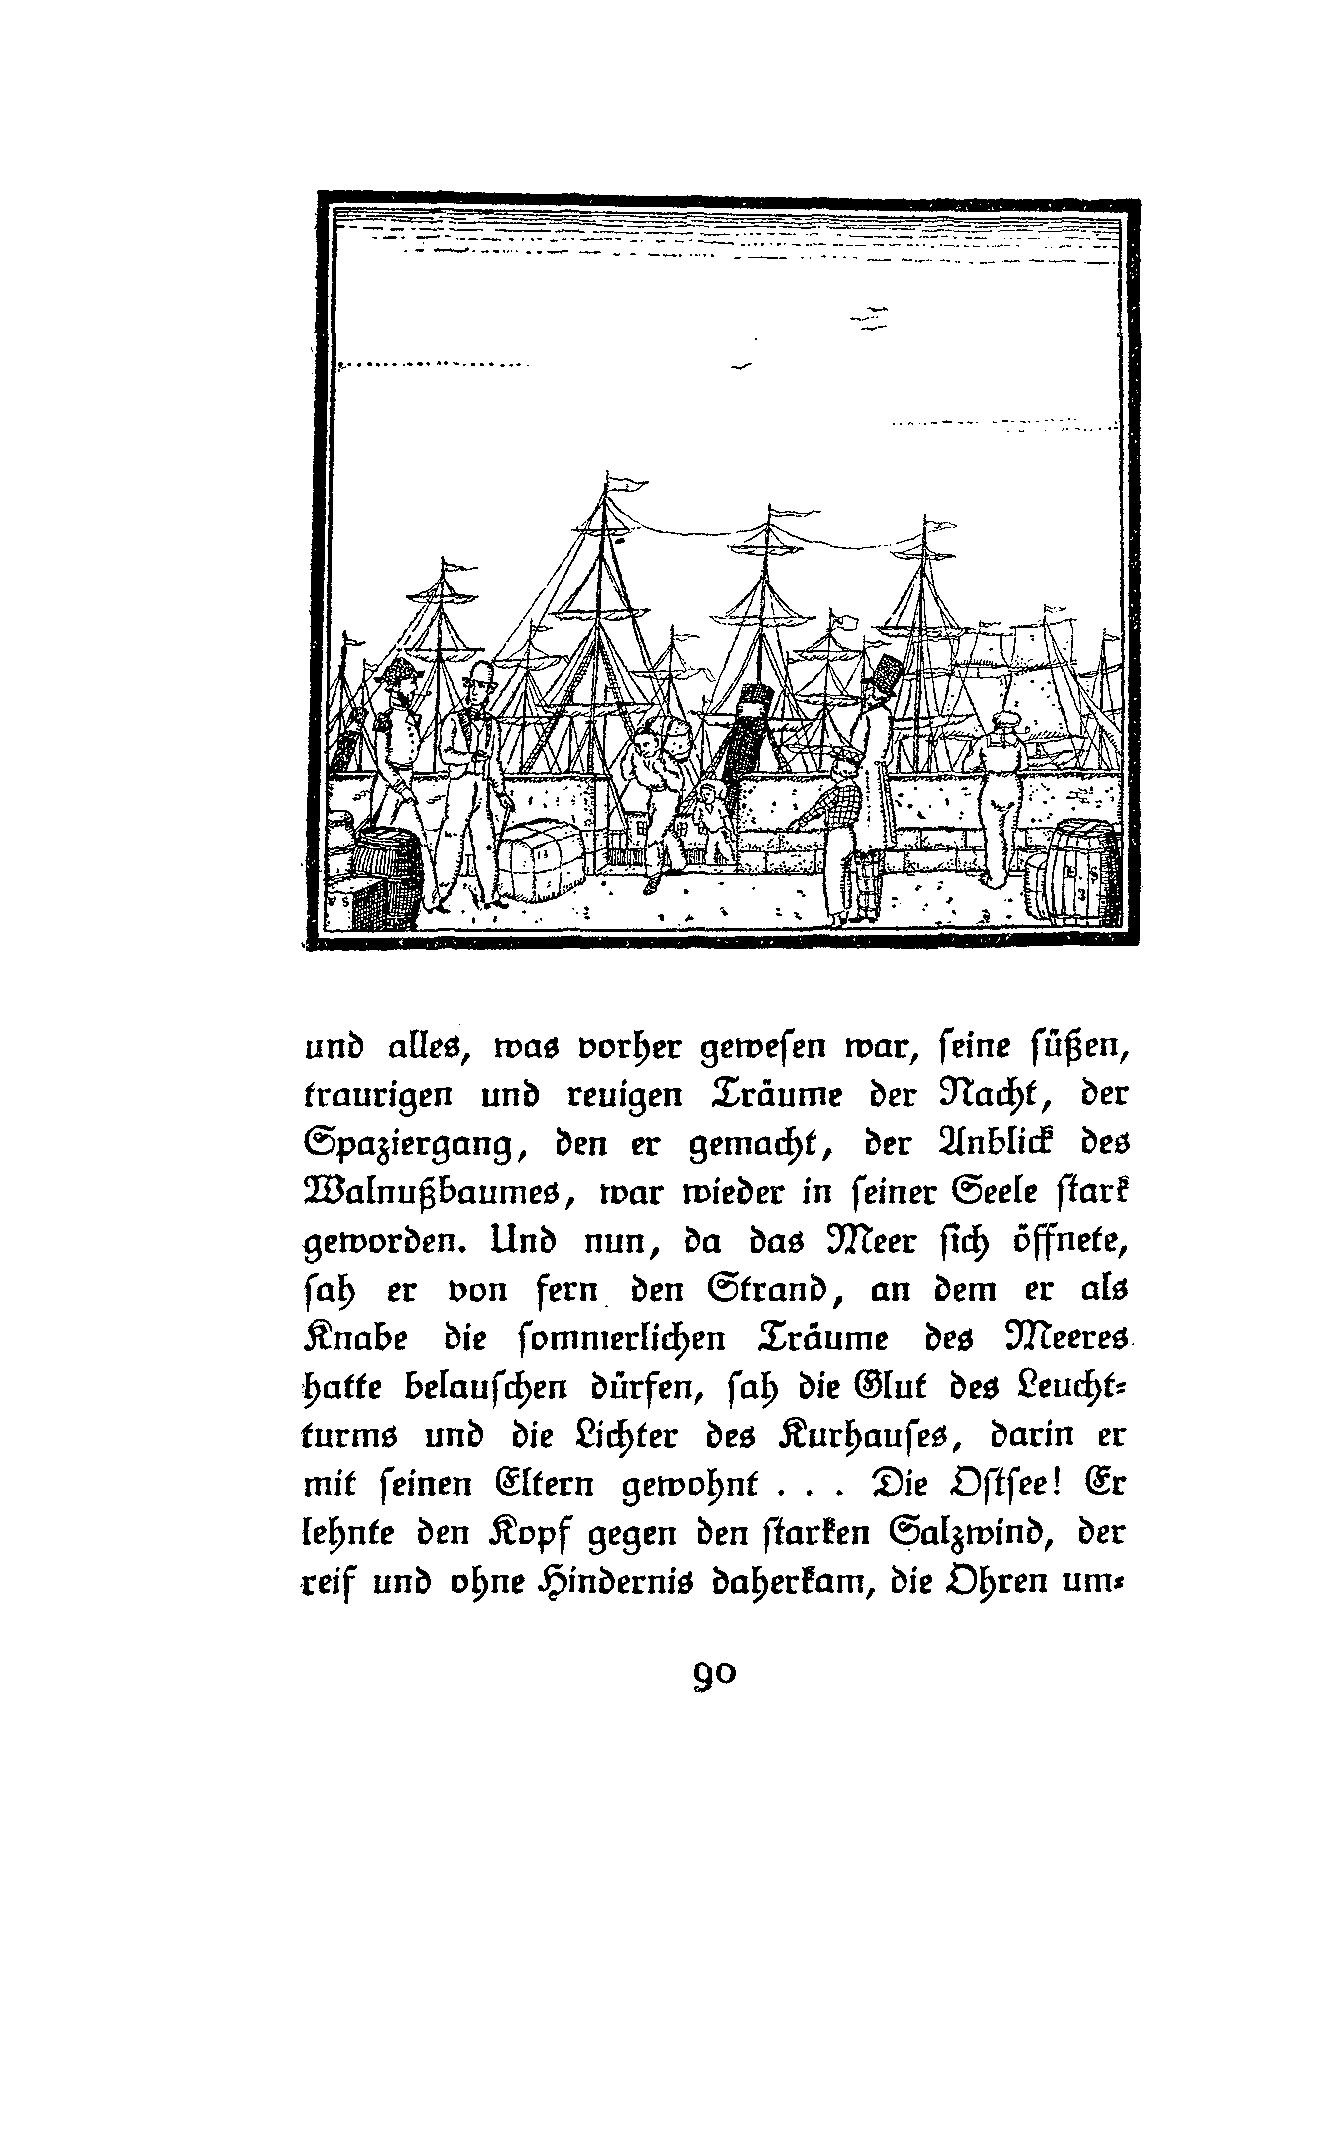 und alles, was vorher gewesen war, seine süßen,
traurigen und reuigen Träume der Nacht, der
Spaziergang, den er gemacht, der Anblick des
Walnußbaumes, war wieder in seiner Seele stark
geworden. Und nun, da das Meer sich öffnete,
sah er von fern den Strand, an dem er als
Knabe die sommerlichen Träume des Meeres
hatte belauschen dürfen, sah die Glut des Leucht-
turms und die Lichter des Kurhauses, darin er
mit seinen Eltern gewohnt . . . Die Ostsee! Er
lehnte den Kopf gegen den starken Salzwind, der
reif und ohne Hindernis daherkam, die Ohren um-
90